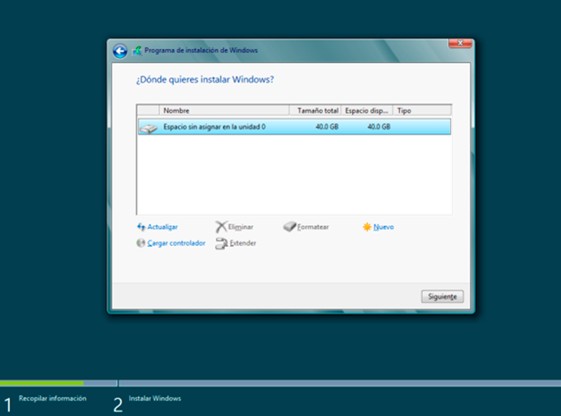 Programa de instalación de Windows
¿Dónde quieres instalar Windows?
Nombre Tamaño total Espacio disp... Tipo
Espacio sin asignar en la unidad 0 40.0 GB 40.0 GB
Actualizar Eliminar Formatear Nuevo
Cargar controlador Extender
Siguiente
1 Recopilar información 2 Instalar Windows